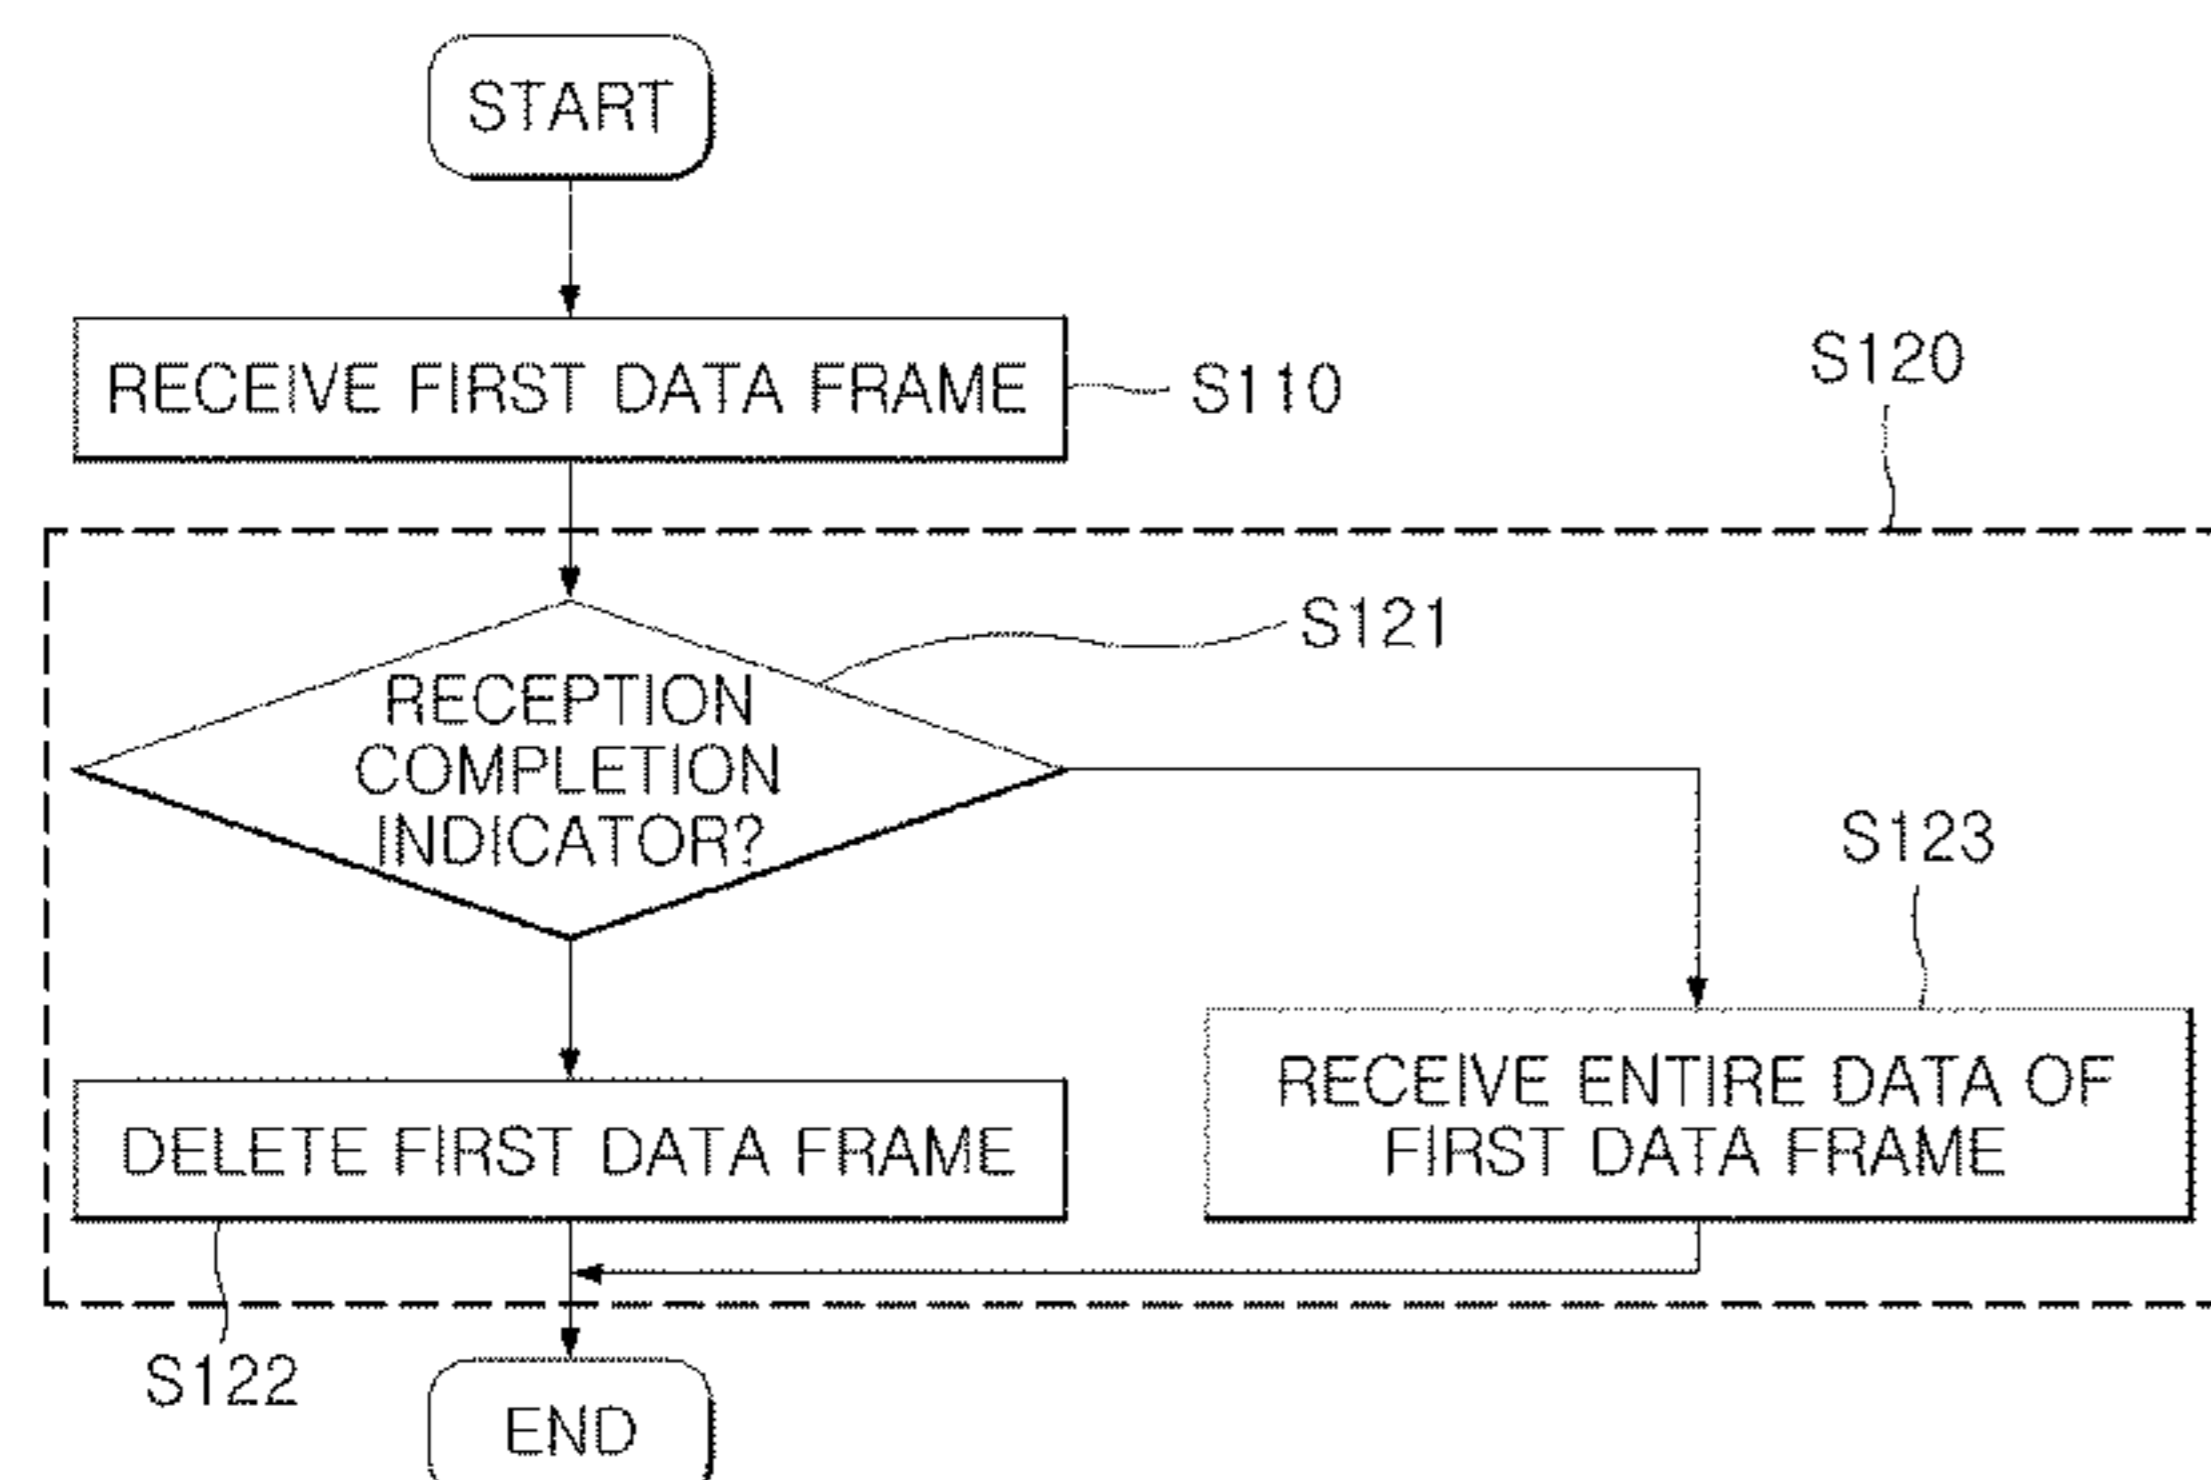 START
RECEIVE FIRST DATA FRAME
S110
S120
S121
RECEPTION
COMPLETION
INDICATOR?
S123
DELETE FIRST DATA FRAME
RECEIVE ENTIRE DATA OF
FIRST DATA FRAME
S122
END